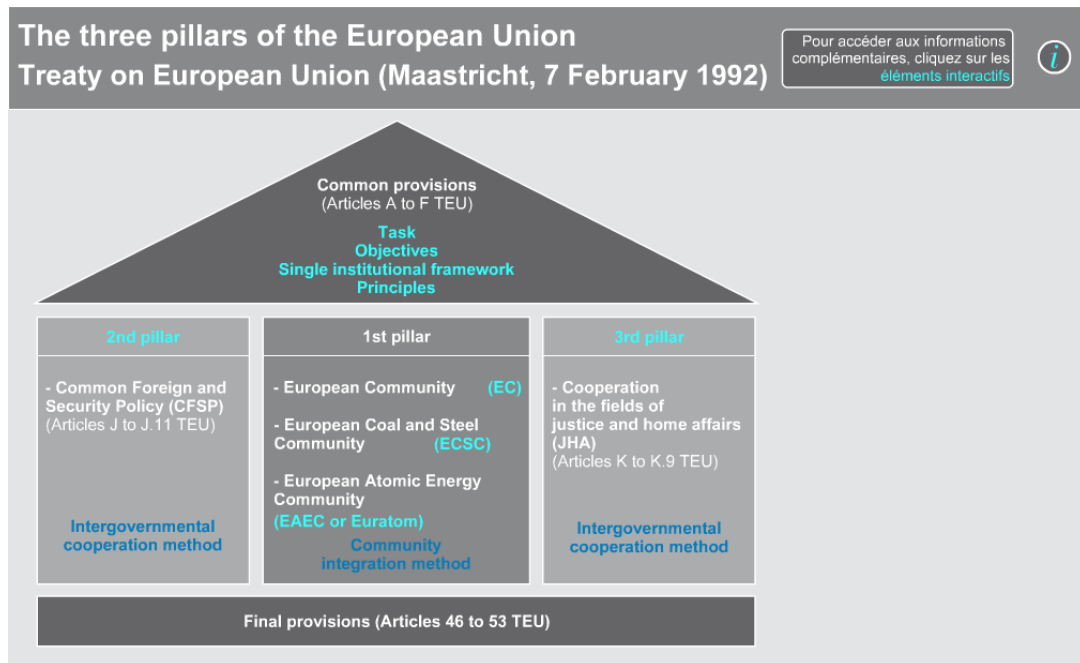 The three pillars of the European Union
Treaty on European Union (Maastricht, 7 February 1992)
Pour accéder aux informations
complémentaires, cliquez sur les
éléments interactifs
i
Common provisions
(Articles A to F TEU)
Task
Objectives
Single institutional framework
Principles
2nd pillar
- Common Foreign and
Security Policy (CFSP)
(Articles J to J.11 TEU)
Intergovernmental
cooperation method
1st pillar
- European Community (EC)
- European Coal and Steel
Community (ECSC)
- European Atomic Energy
Community
(EAEC or Euratom)
Community
integration method
3rd pillar
- Cooperation
in the fields of
justice and home affairs
(JHA)
(Articles K to K.9 TEU)
Intergovernmental
cooperation method
Final provisions (Articles 46 to 53 TEU)